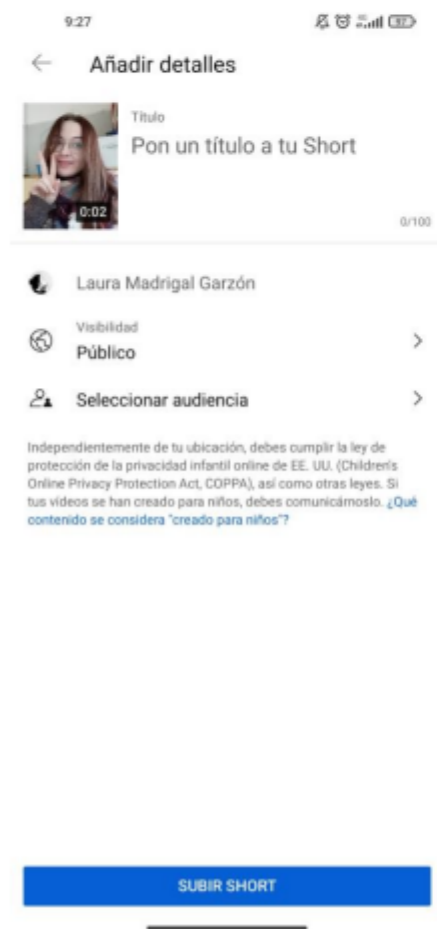 9:27
97
Añadir detalles
Título
Pon un título a tu Short
0:02
0/100
Laura Madrigal Garzón
Visibilidad
Público
Seleccionar audiencia
Independientemente de tu ubicación, debes cumplir la ley de
protección de la privacidad infantil online de EE. UU. (Children's
Online Privacy Protection Act, COPPA), así como otras leyes. Si
tus vídeos se han creado para niños, debes comunicárnoslo. ¿Qué
contenido se considera "creado para niños"?
SUBIR SHORT